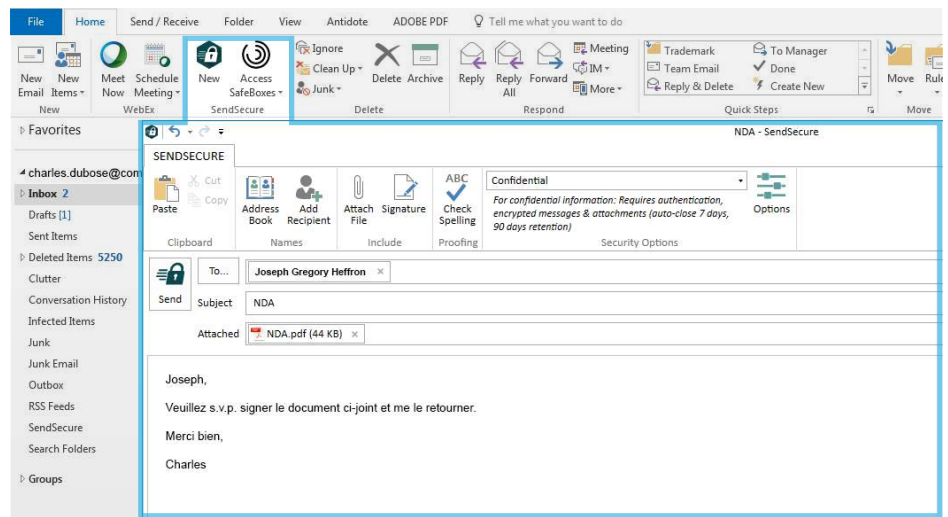 File Home Send / Receive Folder View Antidote ADOBE PDF Tell me what you want to do
New Email New Items Meet Now Schedule Meeting New Access SafeBoxes Ignore Clean Up Junk Delete Archive Reply Reply All Forward Meeting IM More Trademark Team Email Reply & Delete To Manager Done Create New Move Rule
New WebEx SendSecure Delete Respond Quick Steps Move
Favorites
charles.dubose@com
Inbox 2
Drafts [1]
Sent Items
Deleted Items 5250
Clutter
Conversation History
Infected Items
Junk
Junk Email
Outbox
RSS Feeds
SendSecure
Search Folders
Groups
NDA - SendSecure
SENDSECURE
Paste Cut Copy Address Book Add Recipient Attach File Signature ABC Check Spelling
Confidential
For confidential information: Requires authentication,
encrypted messages & attachments (auto-close 7 days,
90 days retention)
Options
Clipboard Names Include Proofing Security Options
Send
To... Joseph Gregory Heffron
Subject NDA
Attached NDA.pdf (44 KB)
Joseph,
Veuillez s.v.p. signer le document ci-joint et me le retourner.
Merci bien,
Charles